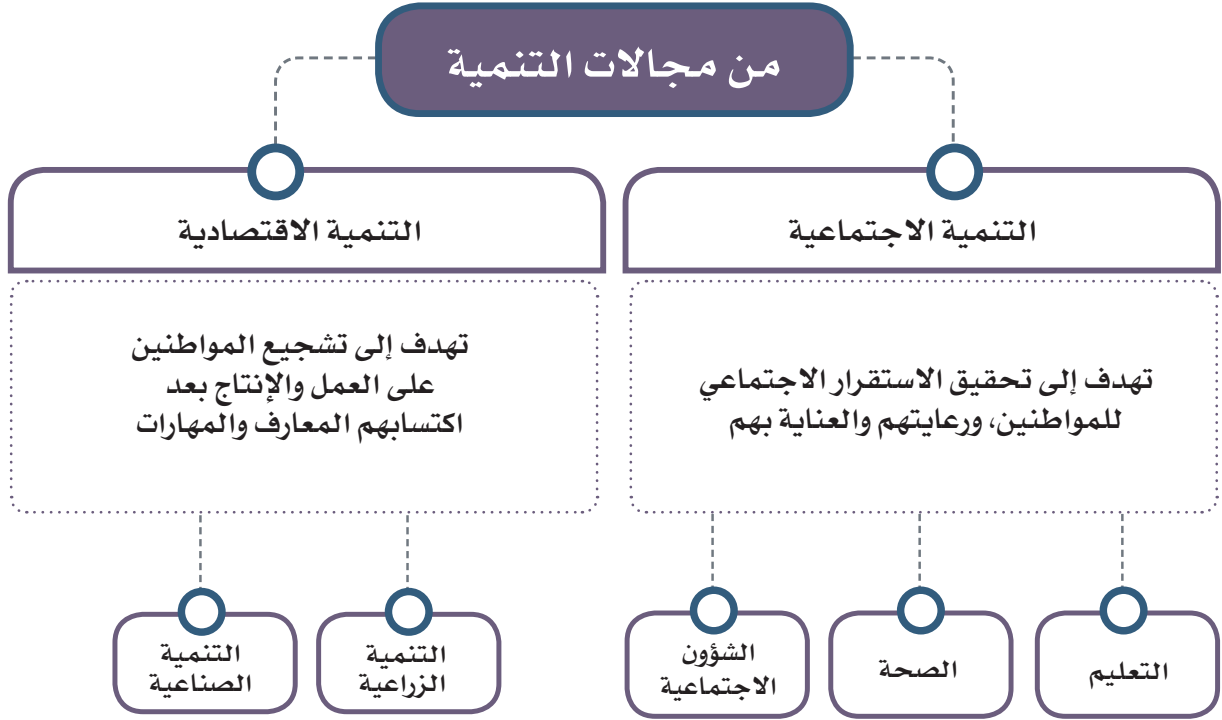 من مجالات التنمية
التنمية الاجتماعية
تهدف إلى تحقيق الاستقرار الاجتماعي
للمواطنين، ورعايتهم والعناية بهم
التعليم
الصحة
الشؤون
الاجتماعية
التنمية الاقتصادية
تهدف إلى تشجيع المواطنين
على العمل والإنتاج بعد
اكتسابهم المعارف والمهارات
التنمية
الزراعية
التنمية
الصناعية